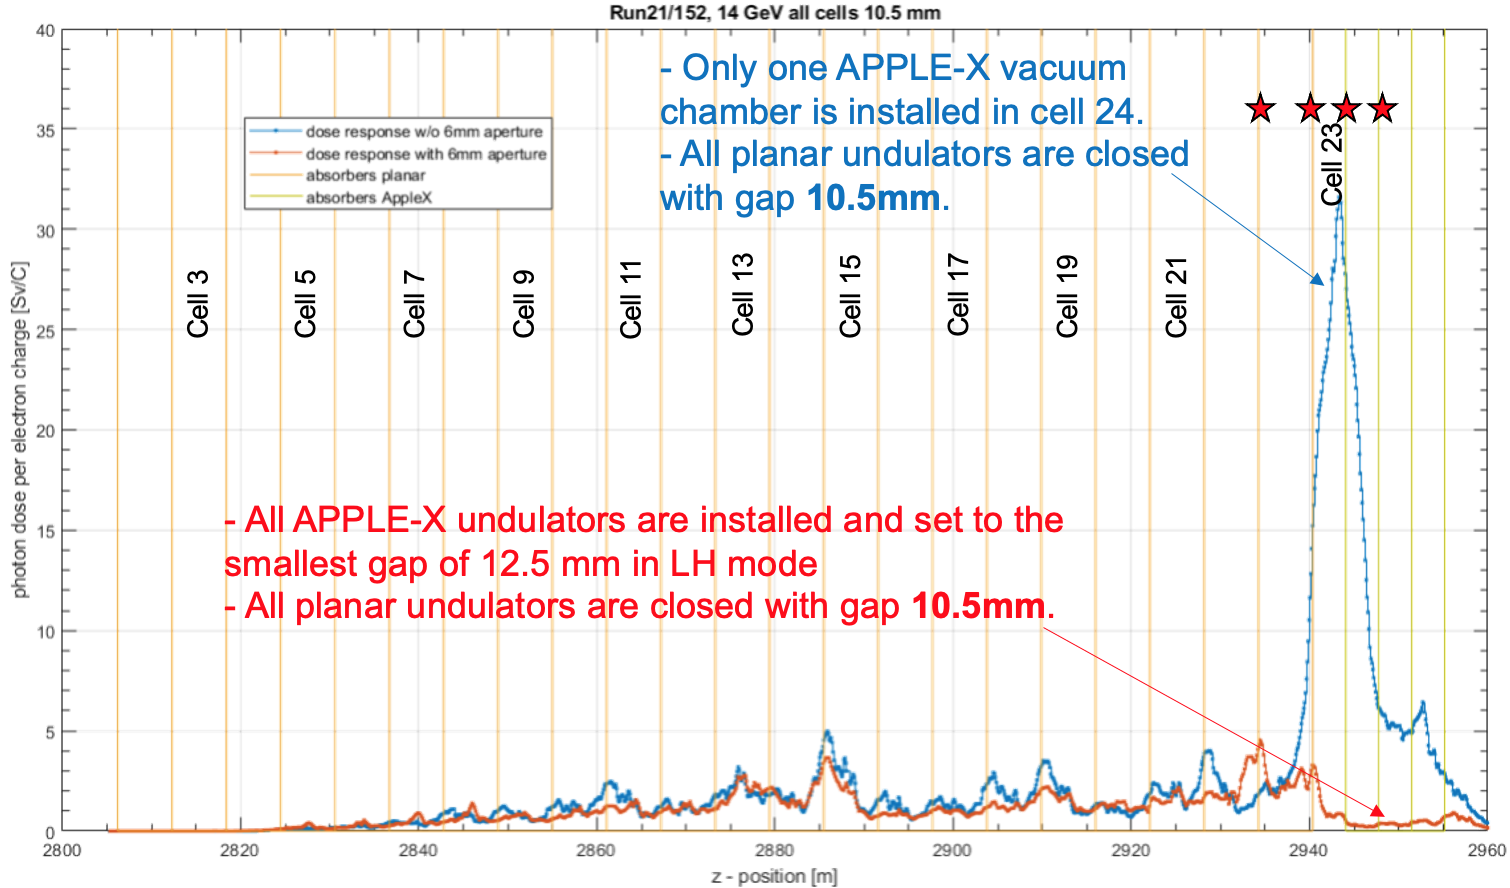 Run21/152, 14 GeV all cells 10.5 mm
40
35
30
25
20
15
10
5
0
photon dose per electron charge [Sv/C]
dose response w/o 6mm aperture
dose response with 6mm aperture
absorbers planar
absorbers AppleX
- Only one APPLE-X vacuum
chamber is installed in cell 24.
- All planar undulators are closed
with gap 10.5mm.
Cell 3
Cell 5
Cell 7
Cell 9
Cell 11
Cell 13
Cell 15
Cell 17
Cell 19
Cell 21
Cell 23
- All APPLE-X undulators are installed and set to the
smallest gap of 12.5 mm in LH mode
- All planar undulators are closed with gap 10.5mm.
2800
2820
2840
2860
2880
2900
2920
2940
2960
z - position [m]